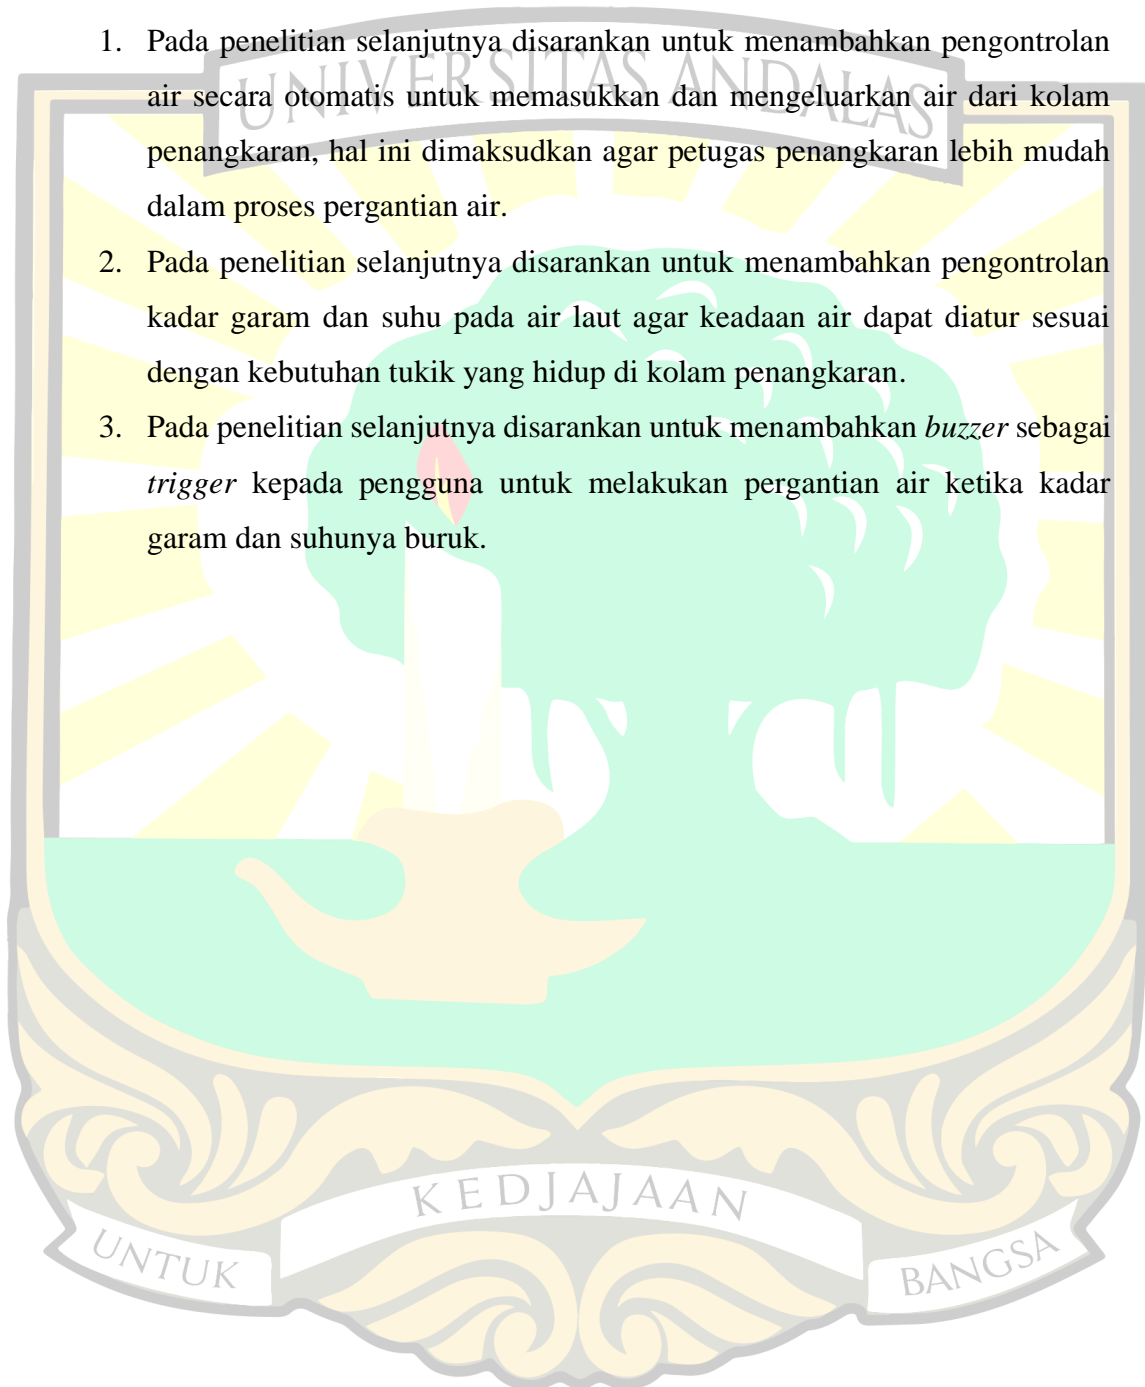 1. Pada penelitian selanjutnya disarankan untuk menambahkan pengontrolan
UNIVERSITAS ANDALAS
air secara otomatis untuk memasukkan dan mengeluarkan air dari kolam
penangkaran, hal ini dimaksudkan agar petugas penangkaran lebih mudah
dalam proses pergantian air.
2. Pada penelitian selanjutnya disarankan untuk menambahkan pengontrolan
kadar garam dan suhu pada air laut agar keadaan air dapat diatur sesuai
dengan kebutuhan tukik yang hidup di kolam penangkaran.
3. Pada penelitian selanjutnya disarankan untuk menambahkan buzzer sebagai
trigger kepada pengguna untuk melakukan pergantian air ketika kadar
garam dan suhunya buruk.
UNTUK
KEDJAJAAN
BANGSA